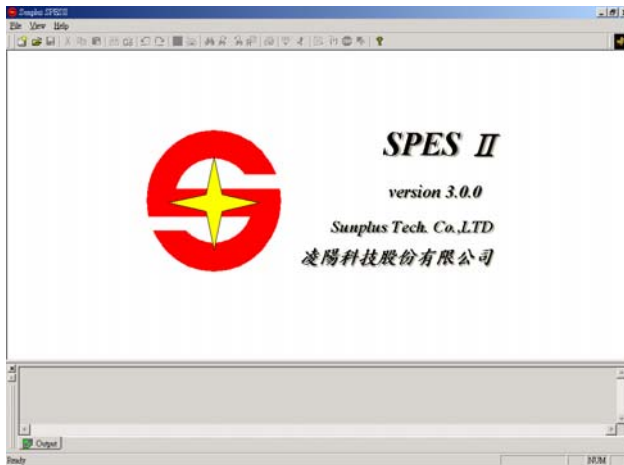 Sunplus SPESII
File View Help
SPES II
version 3.0.0
Sunplus Tech. Co.,LTD
凌陽科技股份有限公司
Output
Ready
NUM